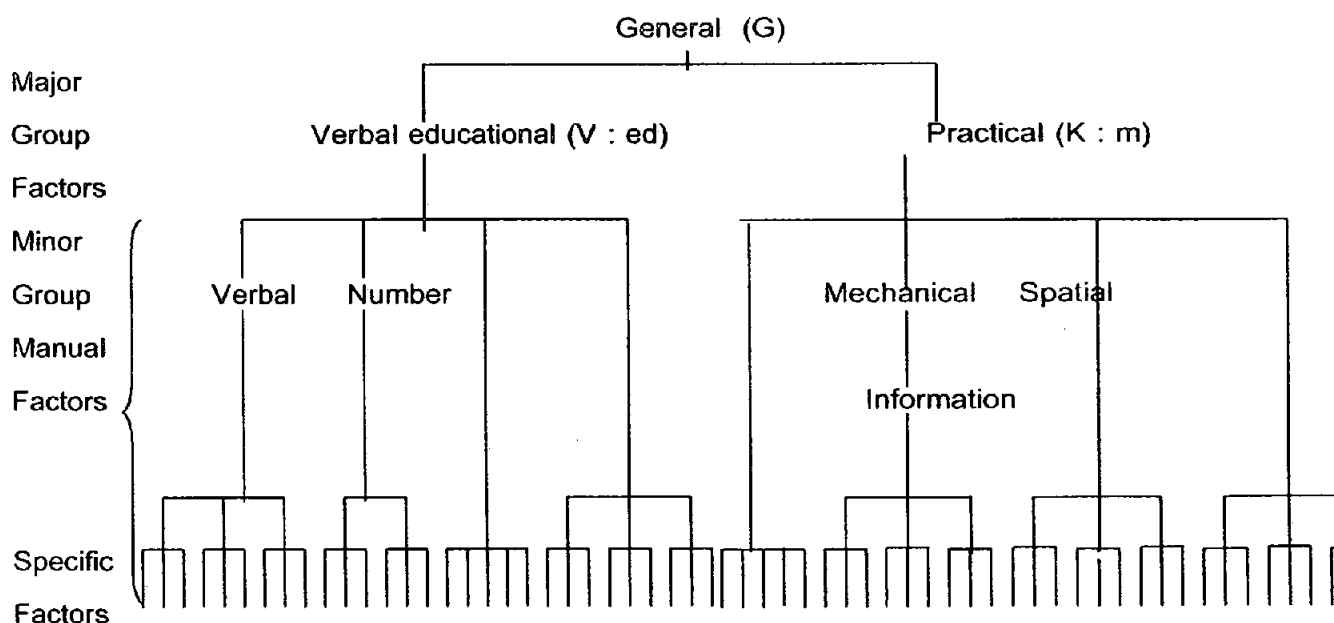 General (G)
Major
Group Verbal educational (V : ed) Practical (K : m)
Factors
Minor
Group Verbal Number Mechanical Spatial
Manual
Factors Information
Specific
Factors